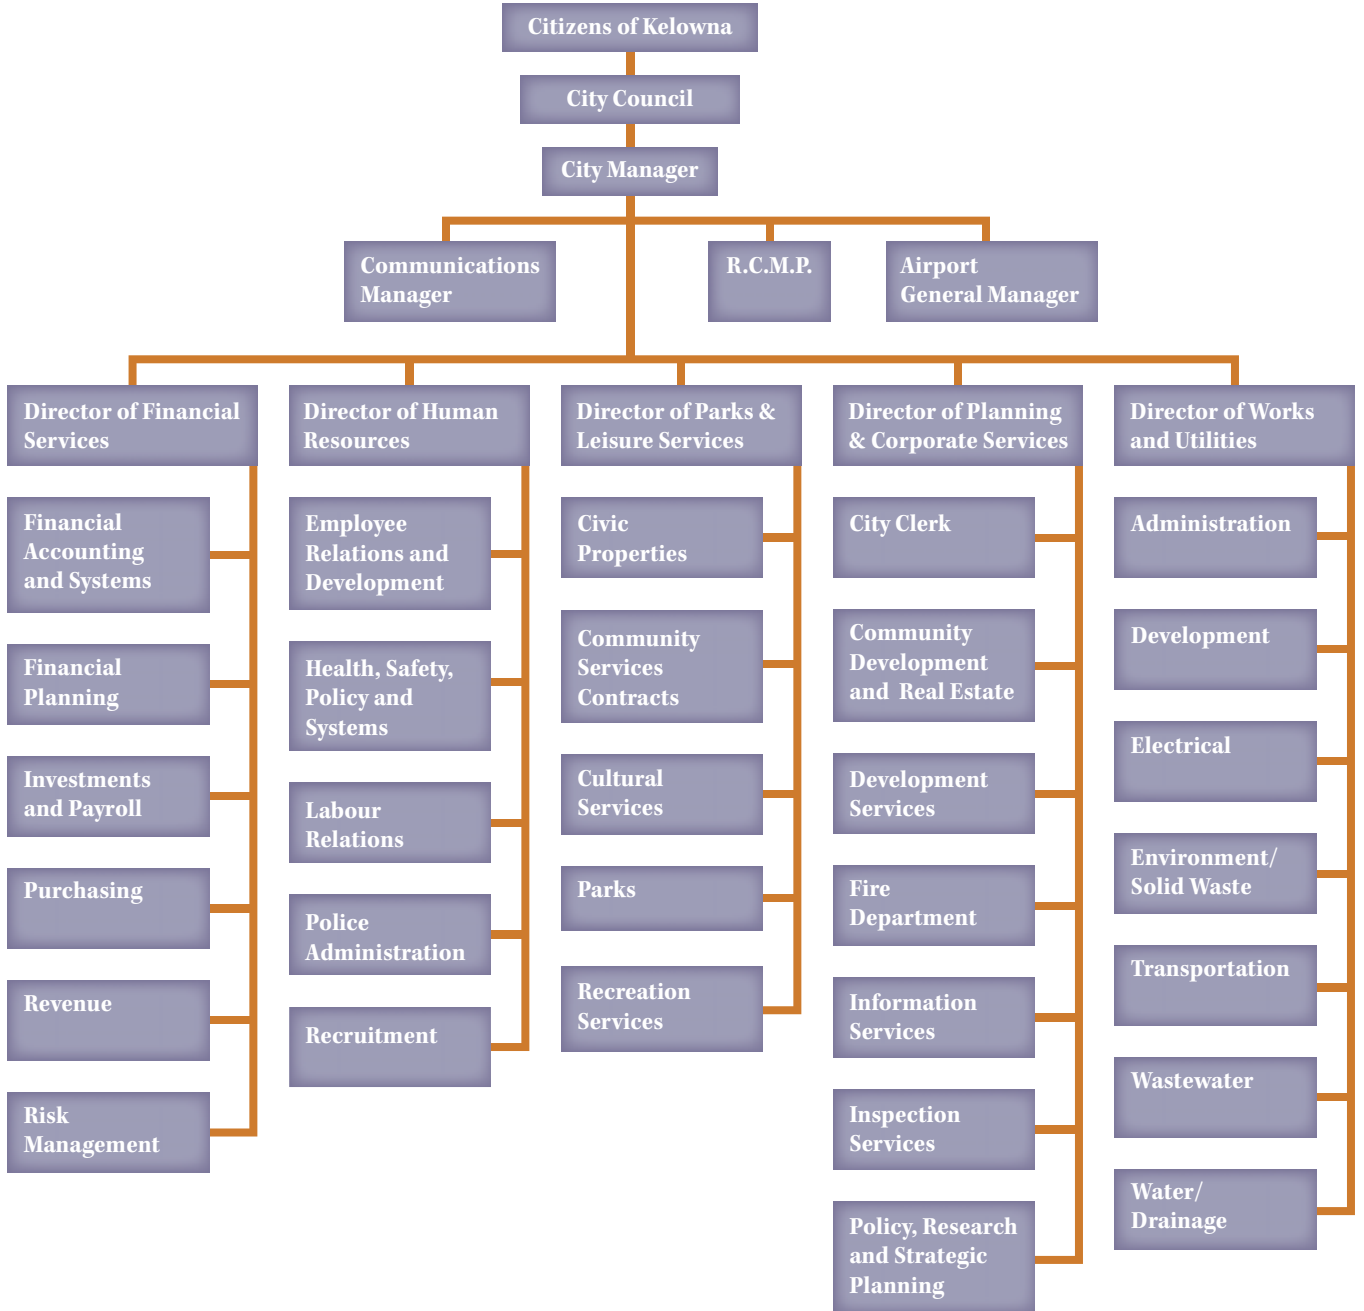 Citizens of Kelowna
City Council
City Manager
Communications
Manager
R.C.M.P.
Airport
General Manager
Director of Financial
Services
Financial
Accounting
and Systems
Financial
Planning
Investments
and Payroll
Purchasing
Revenue
Risk
Management
Director of Human
Resources
Employee
Relations and
Development
Health, Safety,
Policy and
Systems
Labour
Relations
Police
Administration
Recruitment
Director of Parks &
Leisure Services
Civic
Properties
Community
Services
Contracts
Cultural
Services
Parks
Recreation
Services
Director of Planning
& Corporate Services
City Clerk
Community
Development
and Real Estate
Development
Services
Fire
Department
Information
Services
Inspection
Services
Policy, Research
and Strategic
Planning
Director of Works
and Utilities
Administration
Development
Electrical
Environment/
Solid Waste
Transportation
Wastewater
Water/
Drainage